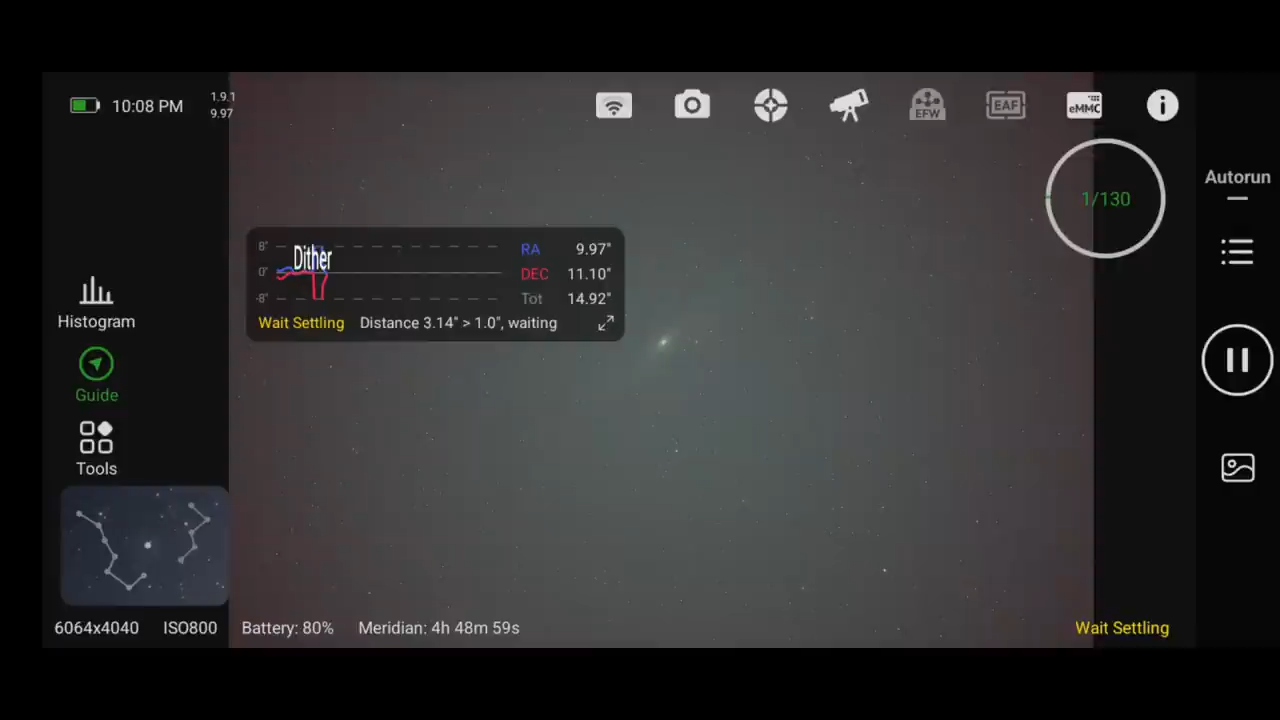 10:08 PM
1.9.1
9.97
EFW
EAF
eMMC
1/130
Autorun
8"
Dither
RA 9.97"
0"
DEC 11.10"
-8"
Tot 14.92"
Wait Settling Distance 3.14" > 1.0", waiting
Histogram
Guide
Tools
6064x4040 ISO800 Battery: 80% Meridian: 4h 48m 59s Wait Settling